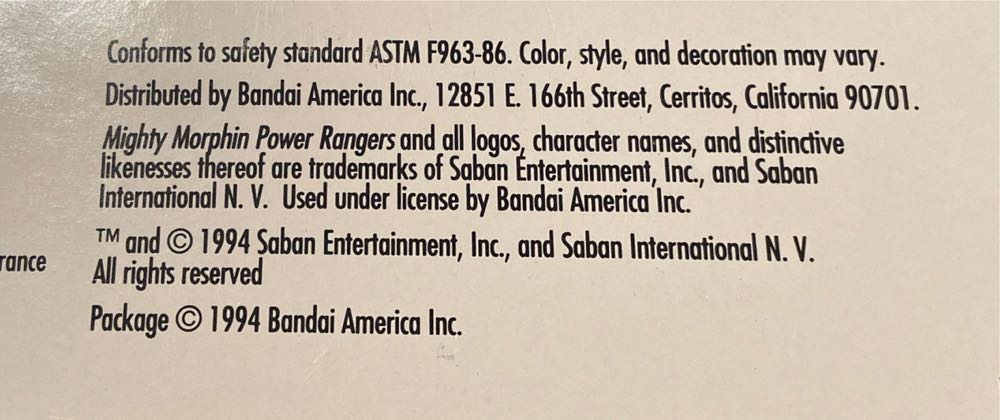 Conforms to safety standard ASTM F963-86. Color, style, and decoration may vary.
Distributed by Bandai America Inc., 12851 E. 166th Street, Cerritos, California 90701.
Mighty Morphin Power Rangers and all logos, character names, and distinctive
likenesses thereof are trademarks of Saban Entertainment, Inc., and Saban
International N. V. Used under license by Bandai America Inc.
™ and © 1994 Saban Entertainment, Inc., and Saban International N. V.
rance
All rights reserved
Package © 1994 Bandai America Inc.